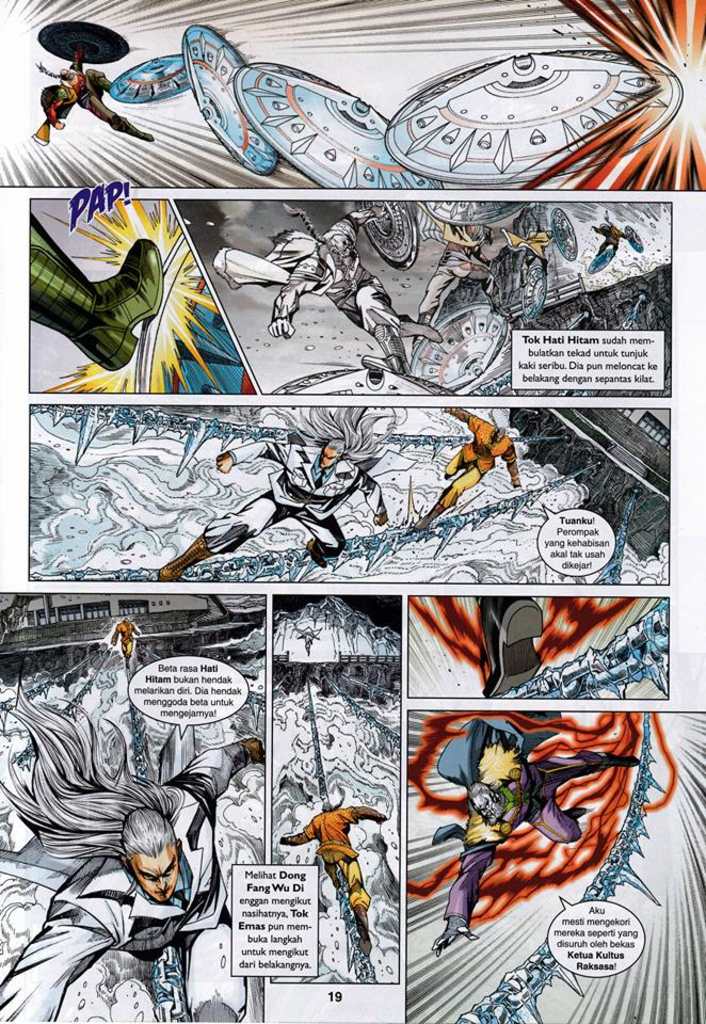 PAP!
Tok Hati Hitam sudah mem-
bulatkan tekad untuk tunjuk
kaki seribu. Dia pun meloncat ke
belakang dengan sepantas kilat.
Tuanku!
Perompak
yang kehabisan
akal tak usah
dikejar!
Beta rasa Hati
Hitam bukan hendak
melarikan diri. Dia hendak
menggoda beta untuk
mengejarnya!
Melihat Dong
Fang Wu Di
enggan mengikut
nasihatnya, Tok
Emas pun mem-
buka langkah
untuk mengikut
dari belakangnya.
Aku
mesti mengekori
mereka seperti yang
disuruh oleh bekas
Ketua Kultus
Raksasa!
19